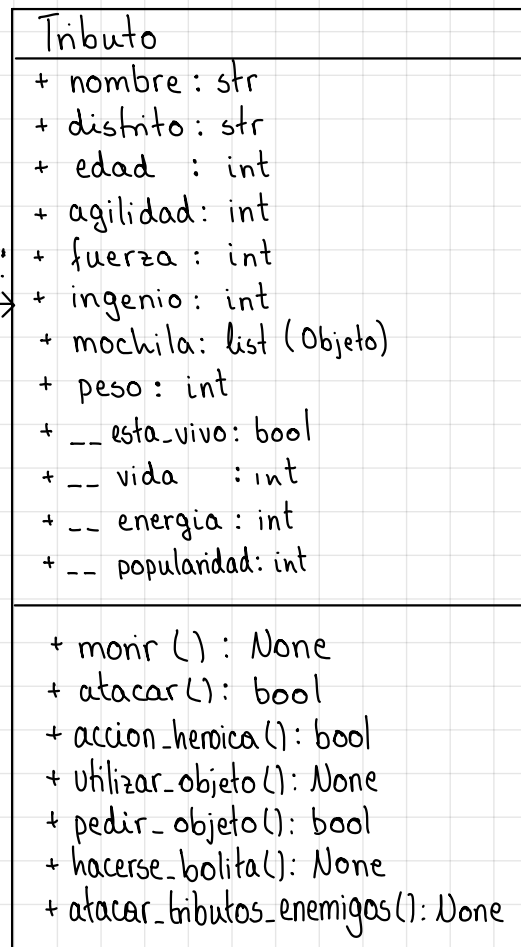 Tributo
+ nombre : str
+ distrito : str
+ edad : int
+ agilidad : int
+ fuerza : int
+ ingenio : int
+ mochila : list (Objeto)
+ peso : int
+ __ esta_vivo : bool
+ __ vida : int
+ __ energia : int
+ __ popularidad : int
+ morir () : None
+ atacar () : bool
+ accion_heroica () : bool
+ utilizar_objeto () : None
+ pedir_objeto () : bool
+ hacerse_bolita () : None
+ atacar_tributos_enemigos () : None